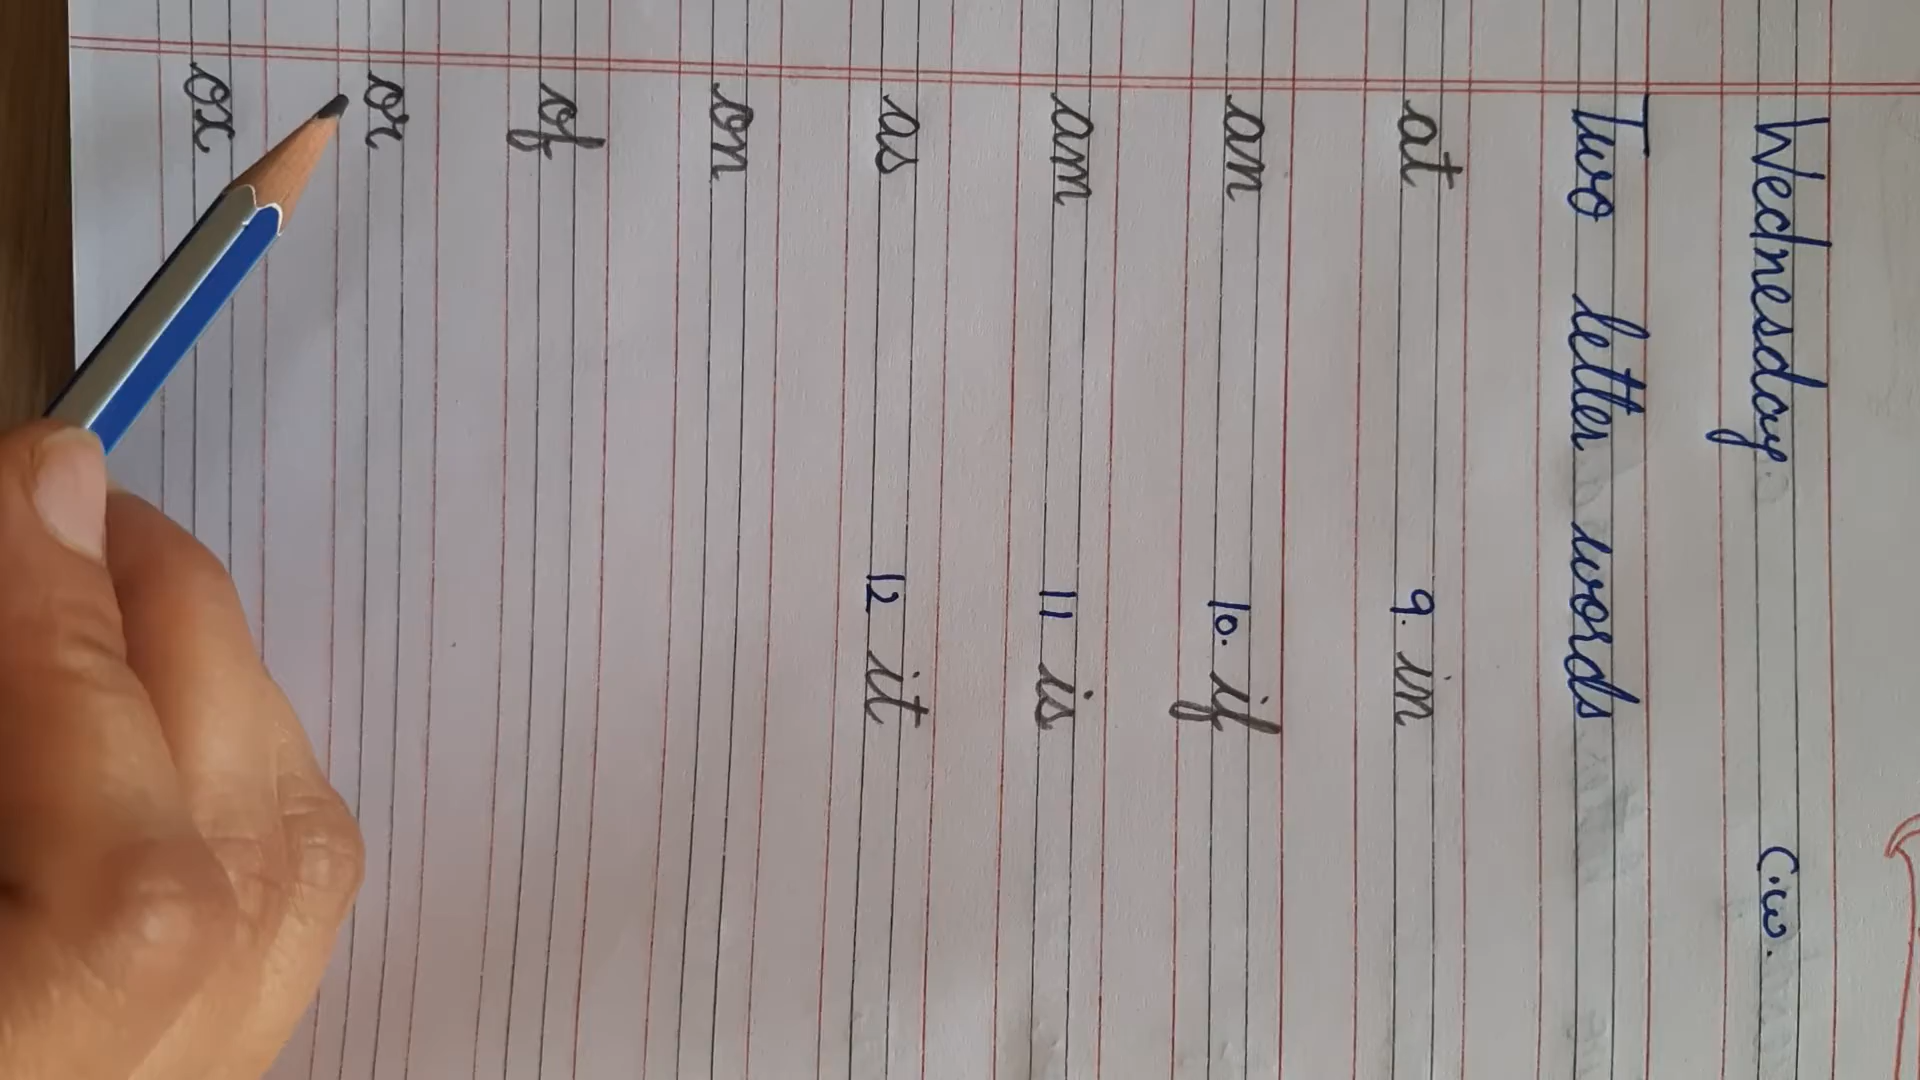 Wednesday C.W.
Two letter words
at 9. in
an 10. if
am 11 is
as 12 it
on
of
or
ox